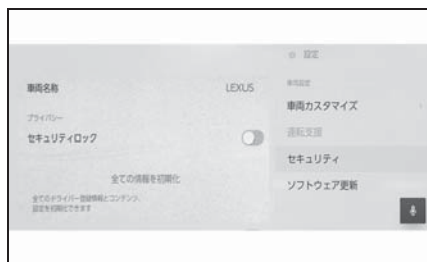 設定
車両名称
LEXUS
プライバシー
セキュリティロック
全ての情報を初期化
全てのドライバー登録情報とコンテンツ、
設定を初期化できます
車両設定
車両カスタマイズ
運転支援
セキュリティ
ソフトウェア更新